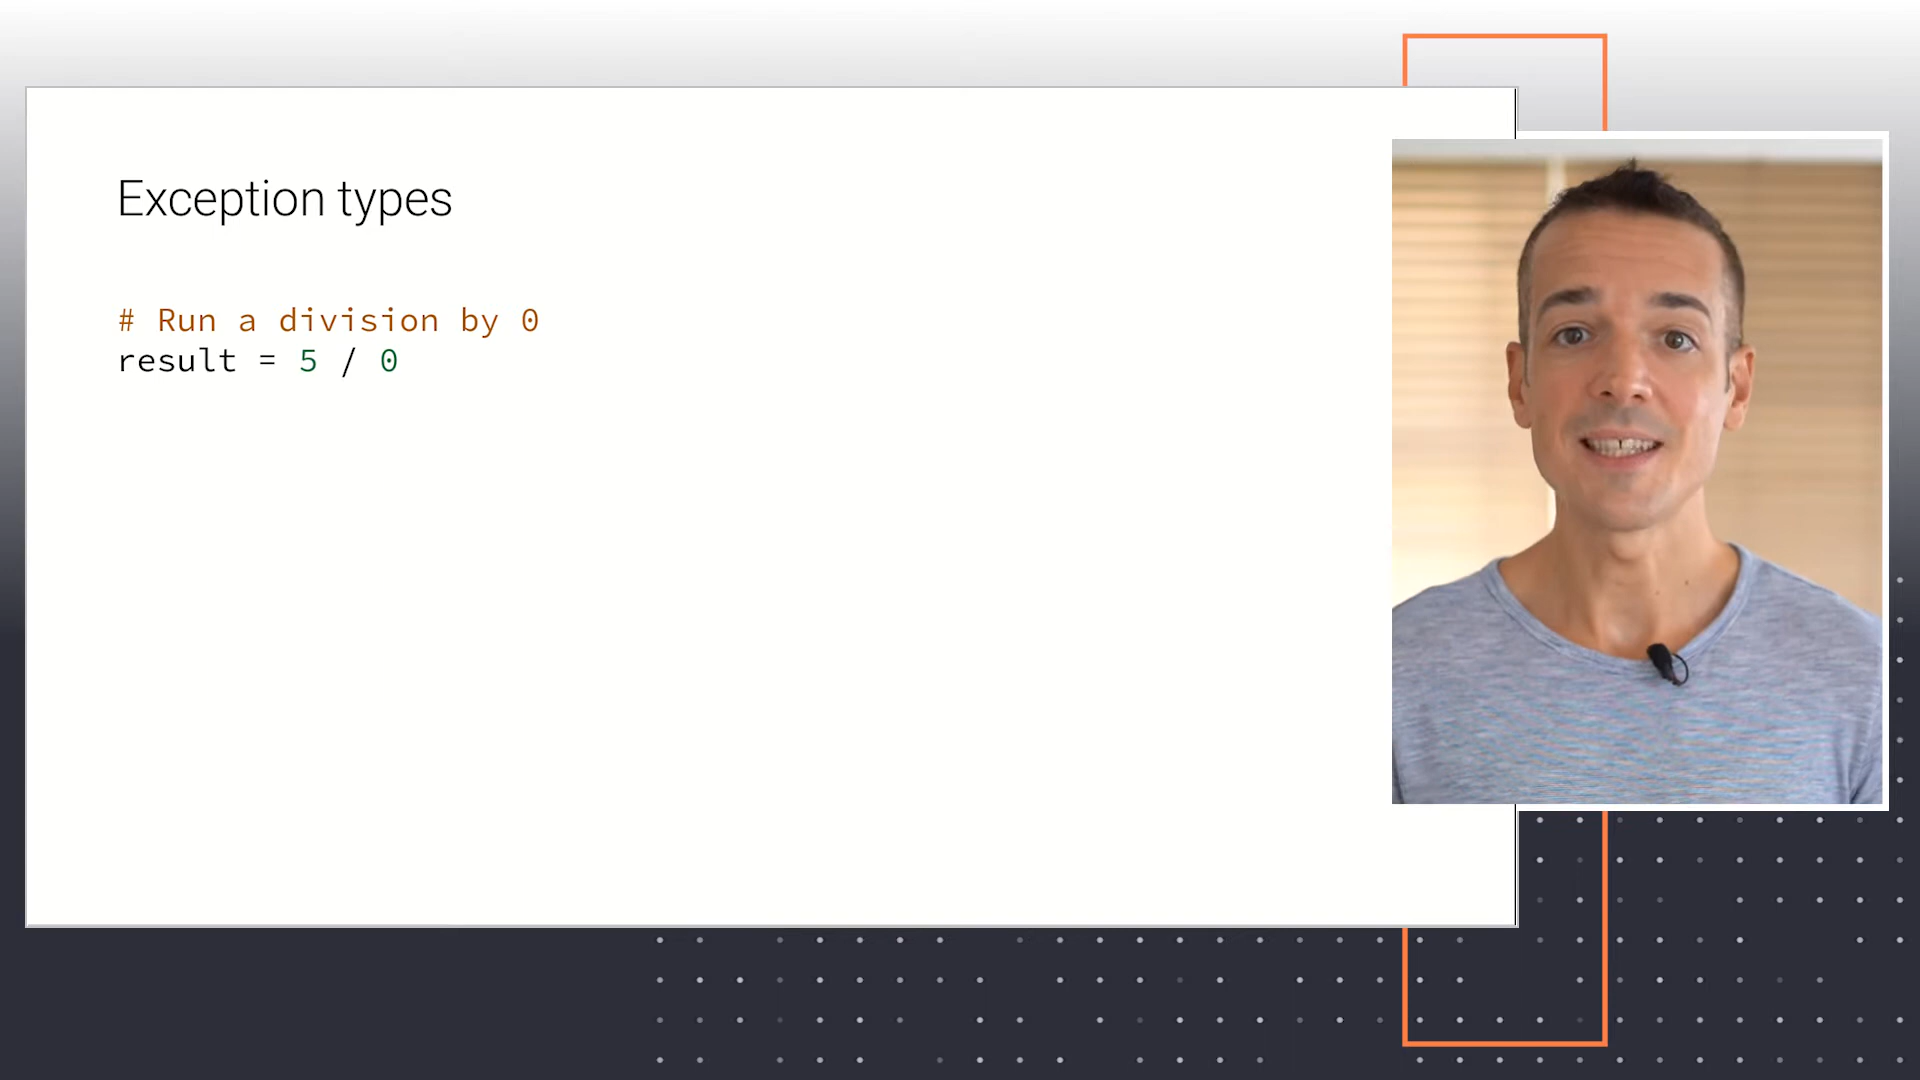 Exception types
# Run a division by 0
result = 5 / 0